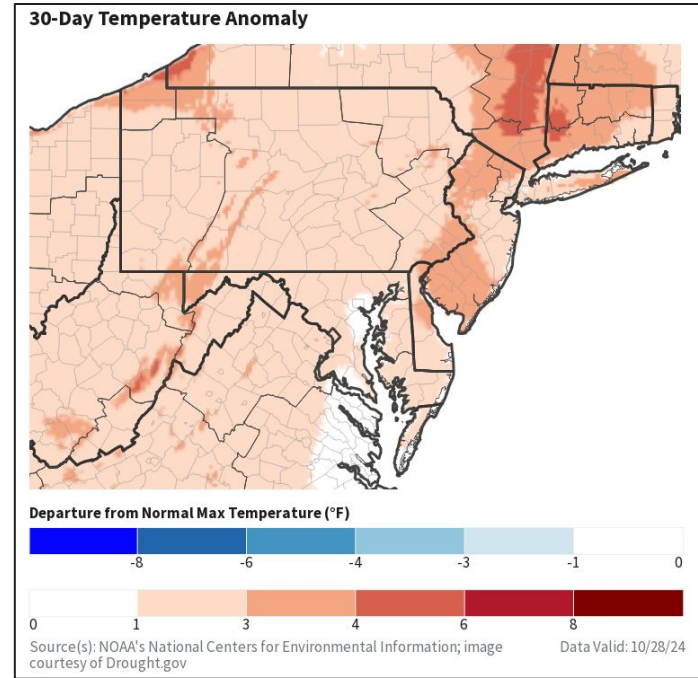 30-Day Temperature Anomaly
Departure from Normal Max Temperature (°F)
-8 -6 -4 -3 -1 0
0 1 3 4 6 8
Source(s): NOAA's National Centers for Environmental Information; image Data Valid: 10/28/24
courtesy of Drought.gov